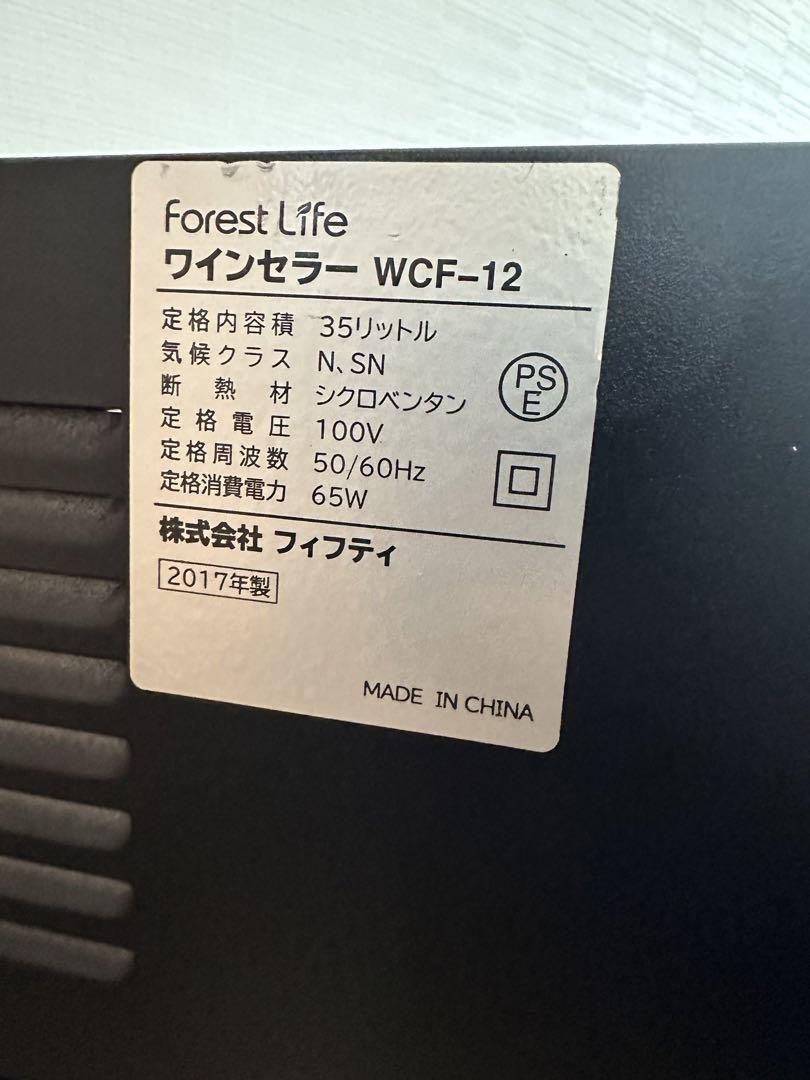 Forest Life
ワインセラー WCF-12
定格内容積 35リットル
気候クラス N、SN
断熱材 シクロベンタン
定格電圧 100V
定格周波数 50/60Hz
定格消費電力 65W
PS
E
株式会社 フィフティ
2017年製
MADE IN CHINA